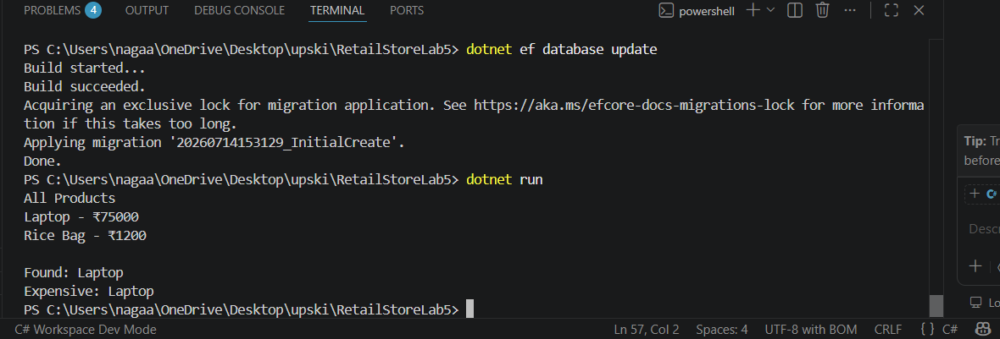 PROBLEMS 4 OUTPUT DEBUG CONSOLE TERMINAL PORTS powershell
PS C:\Users\nagaa\OneDrive\Desktop\upski\RetailStoreLab5> dotnet ef database update
Build started...
Build succeeded.
Acquiring an exclusive lock for migration application. See https://aka.ms/efcore-docs-migrations-lock for more informa
tion if this takes too long.
Applying migration '20260714153129_InitialCreate'.
Done.
PS C:\Users\nagaa\OneDrive\Desktop\upski\RetailStoreLab5> dotnet run
All Products
Laptop - ₹75000
Rice Bag - ₹1200
Found: Laptop
Expensive: Laptop
PS C:\Users\nagaa\OneDrive\Desktop\upski\RetailStoreLab5>
Tip:
before
C# Workspace Dev Mode Ln 57, Col 2 Spaces: 4 UTF-8 with BOM CRLF {} C#